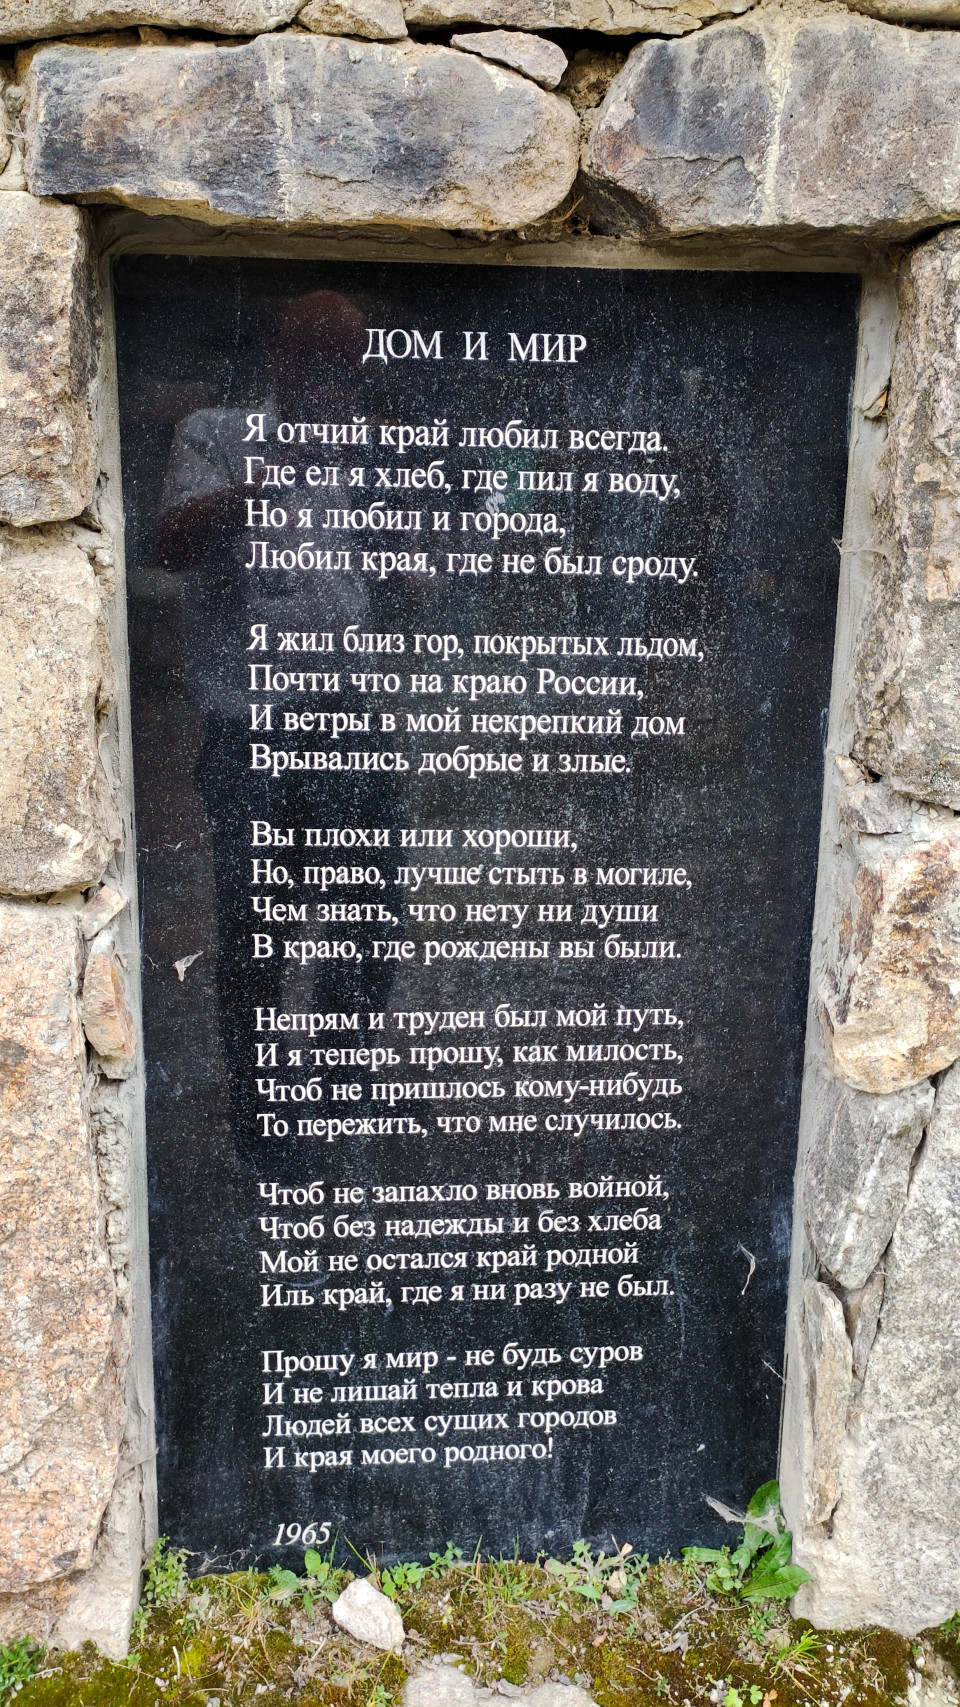 ДОМ И МИР
Я отчий край любил всегда.
Где ел я хлеб, где пил я воду,
Но я любил и города,
Любил края, где не был сроду.
Я жил близ гор, покрытых льдом,
Почти что на краю России,
И ветры в мой некрепкий дом
Врывались добрые и злые.
Вы плохи или хороши,
Но, право, лучше стыть в могиле,
Чем знать, что нету ни души
В краю, где рождены вы были.
Непрям и труден был мой путь,
И я теперь прошу, как милость,
Чтоб не пришлось кому-нибудь
То пережить, что мне случилось.
Чтоб не запахло вновь войной,
Чтоб без надежды и без хлеба
Мой не остался край родной
Иль край, где я ни разу не был.
Прошу я мир - не будь суров
И не лишай тепла и крова
Людей всех сущих городов
И края моего родного!
1965